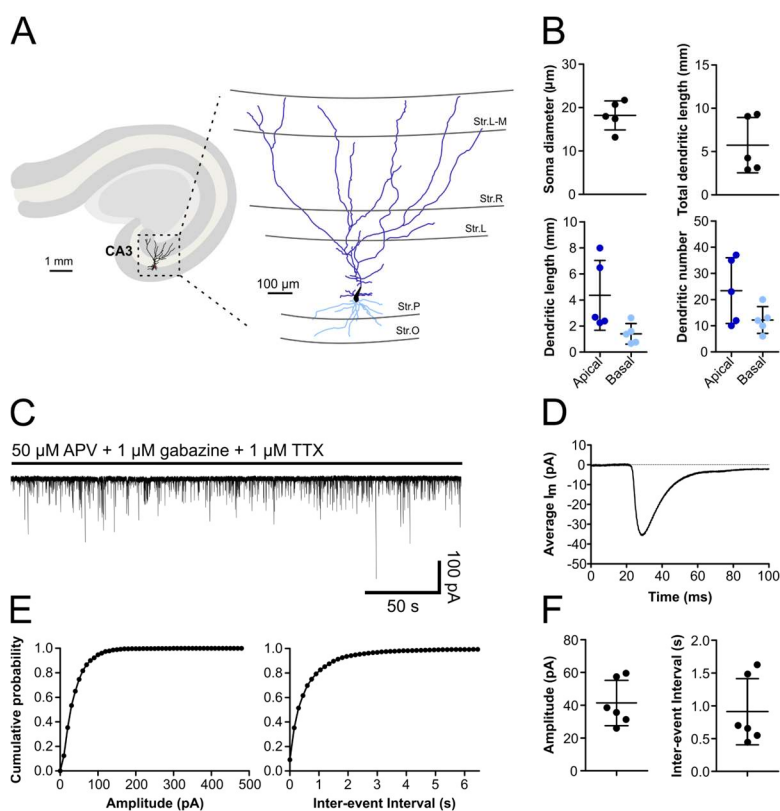 A
Str.L-M
Str.R
Str.L
CA3
1 mm
100 µm
Str.P
Str.O
B
Soma diameter (µm)
30
20
10
0
Total dendritic length (mm)
15
10
5
0
Dendritic length (mm)
10
8
6
4
2
0
Apical
Basal
Dendritic number
50
40
30
20
10
0
Apical
Basal
C
50 µM APV + 1 µM gabazine + 1 µM TTX
100 pA
50 s
D
Average Im (pA)
10
0
-10
-20
-30
-40
-50
0 20 40 60 80 100
Time (ms)
E
Cumulative probability
1.0
0.8
0.6
0.4
0.2
0.0
0 100 200 300 400 500
Amplitude (pA)
1.0
0.8
0.6
0.4
0.2
0.0
0 1 2 3 4 5 6
Inter-event Interval (s)
F
Amplitude (pA)
80
60
40
20
0
Inter-event Interval (s)
2.0
1.5
1.0
0.5
0.0